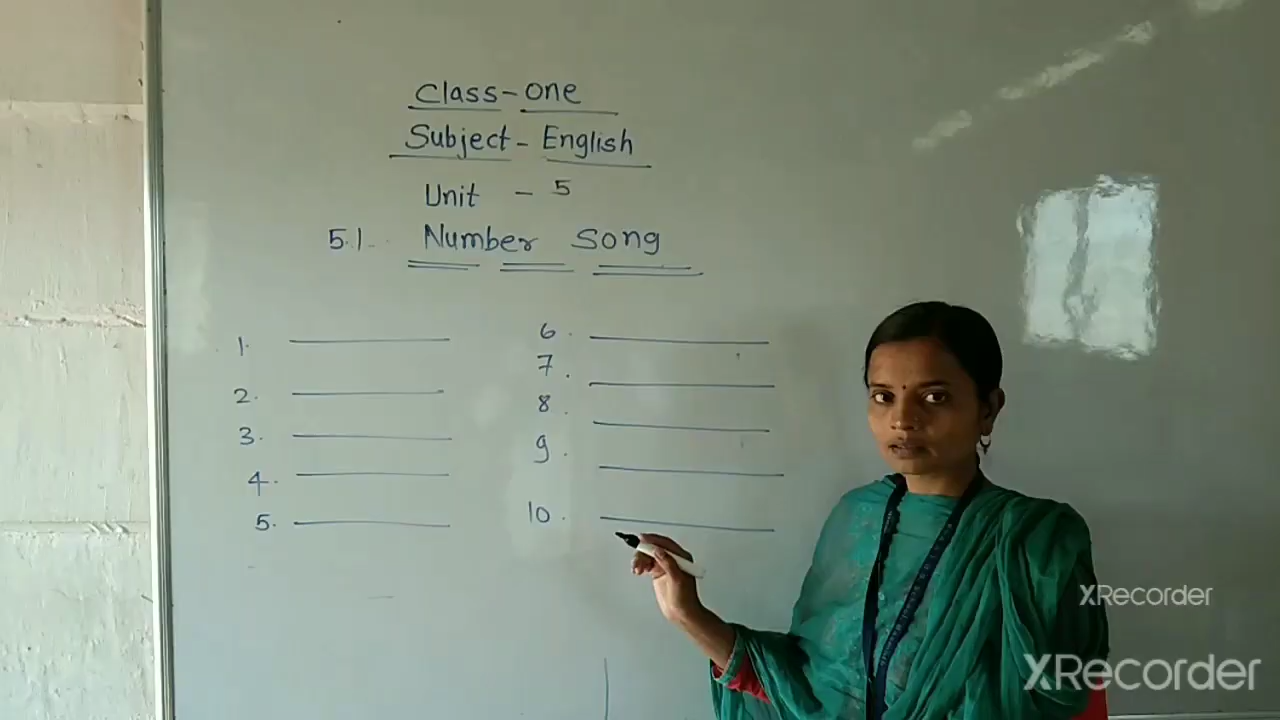 Class - one
Subject - English
Unit - 5
5.1. Number Song
1.
2.
3.
4.
5.
6.
7.
8.
9.
10.
XRecorder
XRecorder